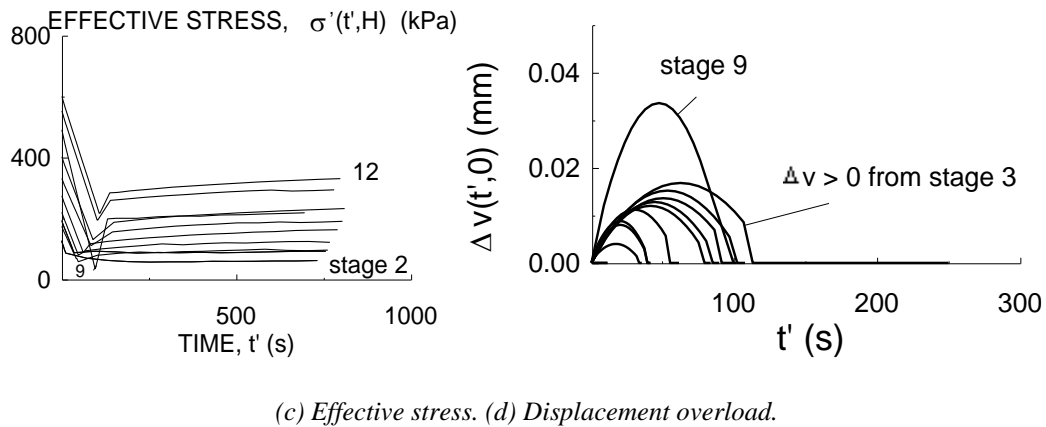 EFFECTIVE STRESS, σ'(t',H) (kPa)
800
400
0
12
9
stage 2
500
1000
TIME, t' (s)
Δv(t',0) (mm)
0.04
0.02
0.00
stage 9
Δv > 0 from stage 3
100
200
300
t' (s)
(c) Effective stress. (d) Displacement overload.